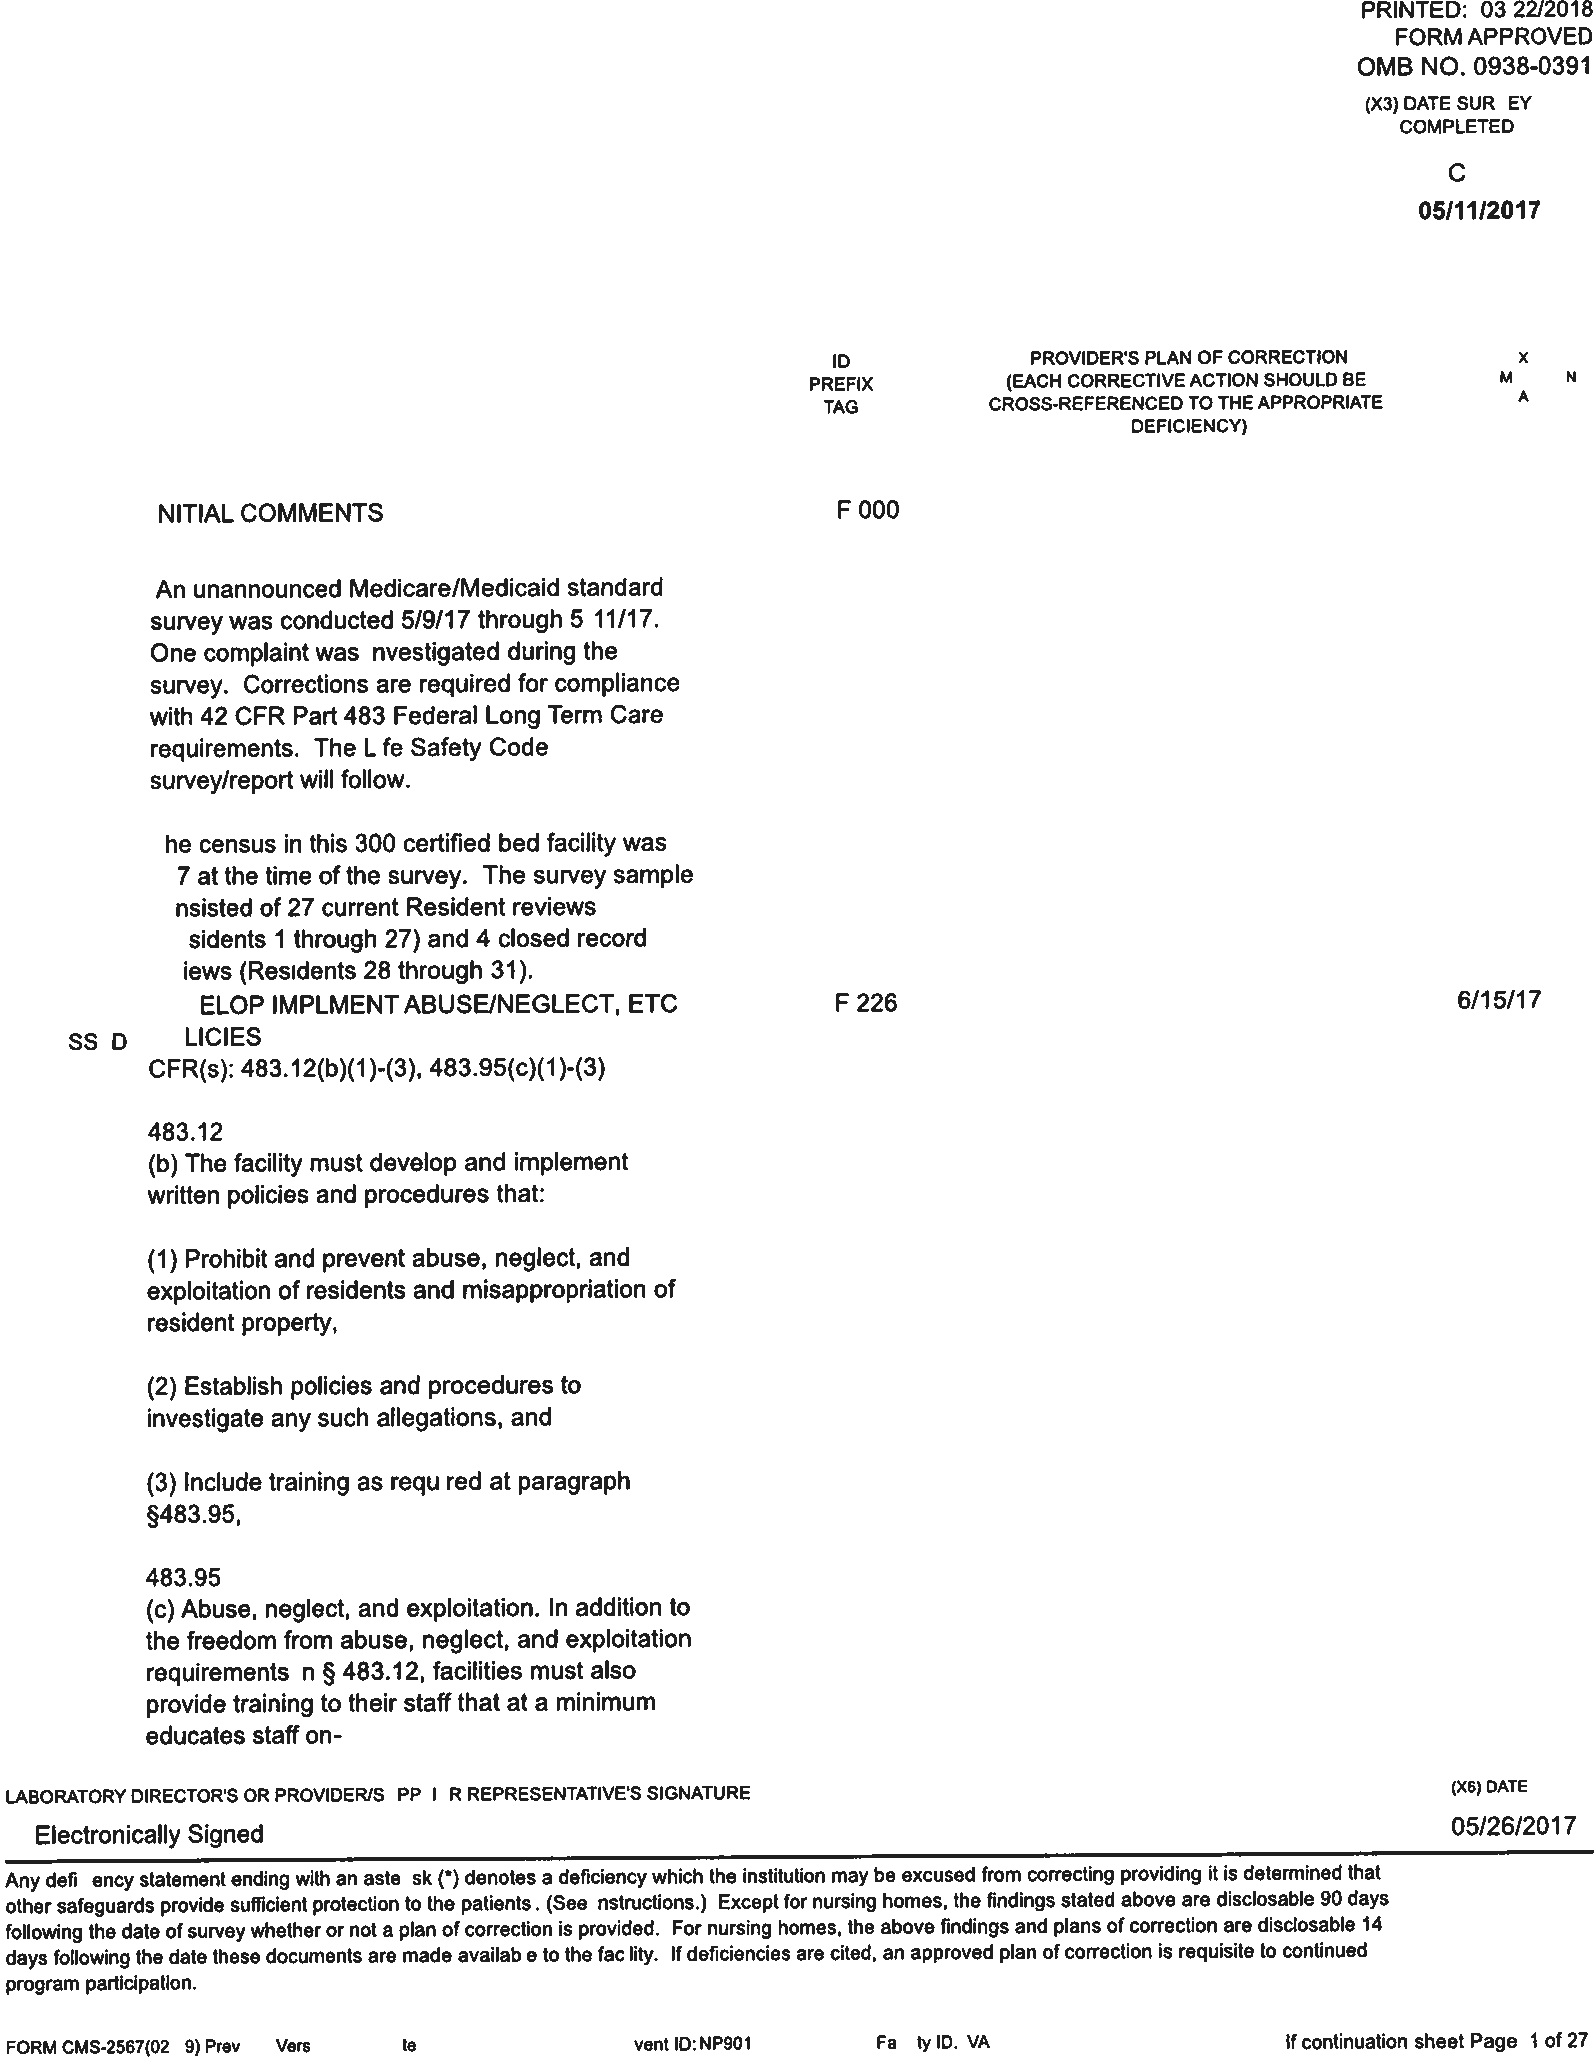 PRINTED: 03 22/2018
FORM APPROVED
OMB NO. 0938-0391
(X3) DATE SUR EY
COMPLETED
C
05/11/2017
ID
PREFIX
TAG
PROVIDER'S PLAN OF CORRECTION
(EACH CORRECTIVE ACTION SHOULD BE
CROSS-REFERENCED TO THE APPROPRIATE
DEFICIENCY)
X
M N
A
NITIAL COMMENTS F 000
An unannounced Medicare/Medicaid standard
survey was conducted 5/9/17 through 5 11/17.
One complaint was nvestigated during the
survey. Corrections are required for compliance
with 42 CFR Part 483 Federal Long Term Care
requirements. The L fe Safety Code
survey/report will follow.
he census in this 300 certified bed facility was
7 at the time of the survey. The survey sample
nsisted of 27 current Resident reviews
sidents 1 through 27) and 4 closed record
iews (Residents 28 through 31).
ELOP IMPLMENT ABUSE/NEGLECT, ETC F 226 6/15/17
SS D LICIES
CFR(s): 483.12(b)(1)-(3), 483.95(c)(1)-(3)
483.12
(b) The facility must develop and implement
written policies and procedures that:
(1) Prohibit and prevent abuse, neglect, and
exploitation of residents and misappropriation of
resident property,
(2) Establish policies and procedures to
investigate any such allegations, and
(3) Include training as requ red at paragraph
§483.95,
483.95
(c) Abuse, neglect, and exploitation. In addition to
the freedom from abuse, neglect, and exploitation
requirements n § 483.12, facilities must also
provide training to their staff that at a minimum
educates staff on-
LABORATORY DIRECTOR'S OR PROVIDER/S PP I R REPRESENTATIVE'S SIGNATURE (X6) DATE
Electronically Signed 05/26/2017
Any defi ency statement ending with an aste sk (*) denotes a deficiency which the institution may be excused from correcting providing it is determined that
other safeguards provide sufficient protection to the patients . (See nstructions.) Except for nursing homes, the findings stated above are disclosable 90 days
following the date of survey whether or not a plan of correction is provided. For nursing homes, the above findings and plans of correction are disclosable 14
days following the date these documents are made availab e to the fac lity. If deficiencies are cited, an approved plan of correction is requisite to continued
program participation.
FORM CMS-2567(02 9) Prev Vers te vent ID: NP901 Fa ty ID. VA If continuation sheet Page 1 of 27